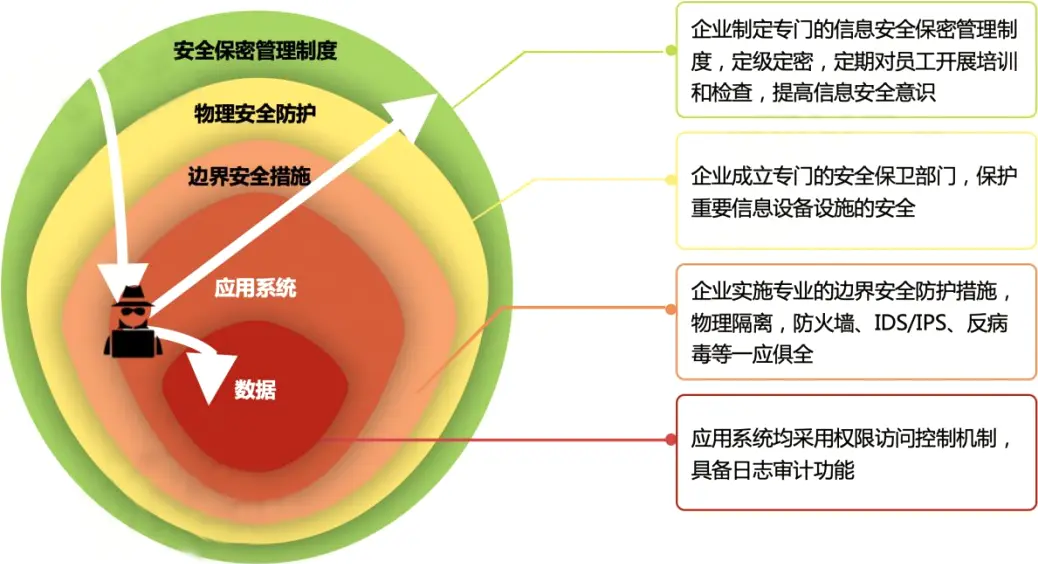 安全保密管理制度
物理安全防护
边界安全措施
应用系统
数据
企业制定专门的信息安全保密管理制
度，定级定密，定期对员工开展培训
和检查，提高信息安全意识
企业成立专门的安全保卫部门，保护
重要信息设备设施的安全
企业实施专业的边界安全防护措施，
物理隔离，防火墙、IDS/IPS、反病
毒等一应俱全
应用系统均采用权限访问控制机制，
具备日志审计功能